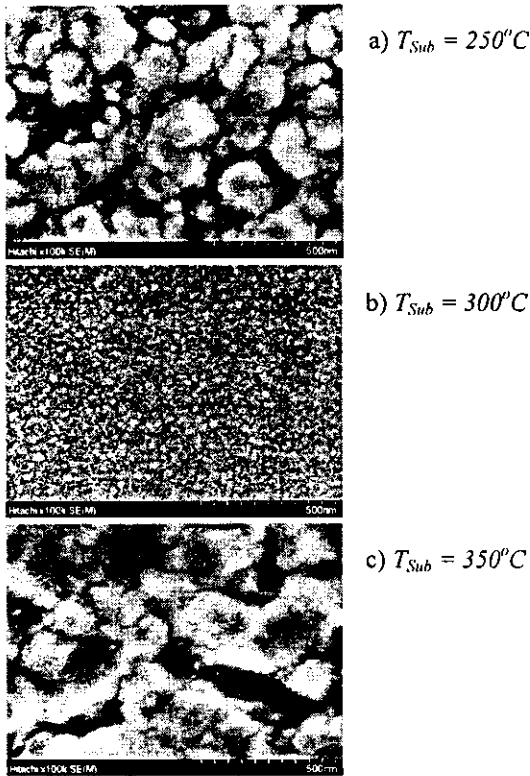 a) T_Sub = 250°C
Hitachi x100k SE(M) 500nm
b) T_Sub = 300°C
Hitachi x100k SE(M) 500nm
c) T_Sub = 350°C
Hitachi x100k SE(M) 500nm